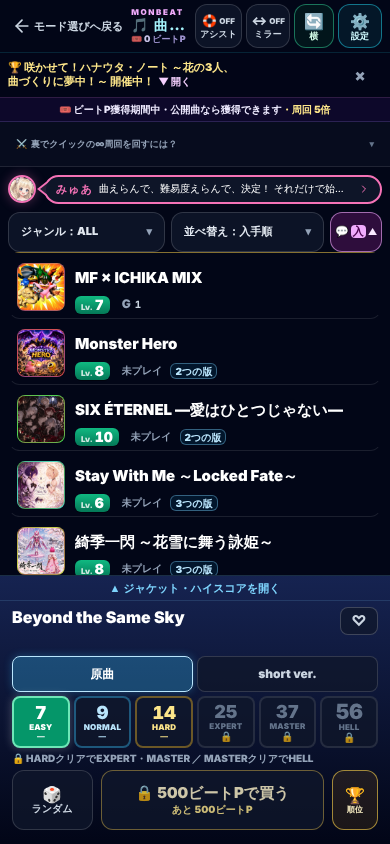 ← モード選びへ戻る
MONBEAT
🎵 曲…
🎟 0 ビートP
🛟 OFF アシスト
↔ OFF ミラー
🔄 横
⚙ 設定
🏆 咲かせて！ハナウタ・ノート ～花の3人、
曲づくりに夢中！～ 開催中！ ▼ 開く
✖
🎟 ビートP獲得期間中・公開曲なら獲得できます・周回 5倍
⚔ 裏でクイックの∞周回を回すには？ ▼
みゅあ 曲えらんで、難易度えらんで、決定！ それだけで始… ＞
ジャンル：ALL ▼
並べ替え：入手順 ▼
💬 入 ▲
MF × ICHIKA MIX
Lv. 7 G 1
Monster Hero
Lv. 8 未プレイ 2つの版
SIX ÉTERNEL ―愛はひとつじゃない―
Lv. 10 未プレイ 2つの版
Stay With Me ～Locked Fate～
Lv. 6 未プレイ 3つの版
綺季一閃 ～花雪に舞う詠姫～
Lv. 8 未プレイ 3つの版
▲ ジャケット・ハイスコアを開く
Beyond the Same Sky
♡
原曲
short ver.
7 EASY —
9 NORMAL —
14 HARD —
25 EXPERT 🔒
37 MASTER 🔒
56 HELL 🔒
🔒 HARDクリアでEXPERT・MASTER ／ MASTERクリアでHELL
🎲 ランダム
🔒 500ビートPで買う
あと 500ビートP
🏆 順位